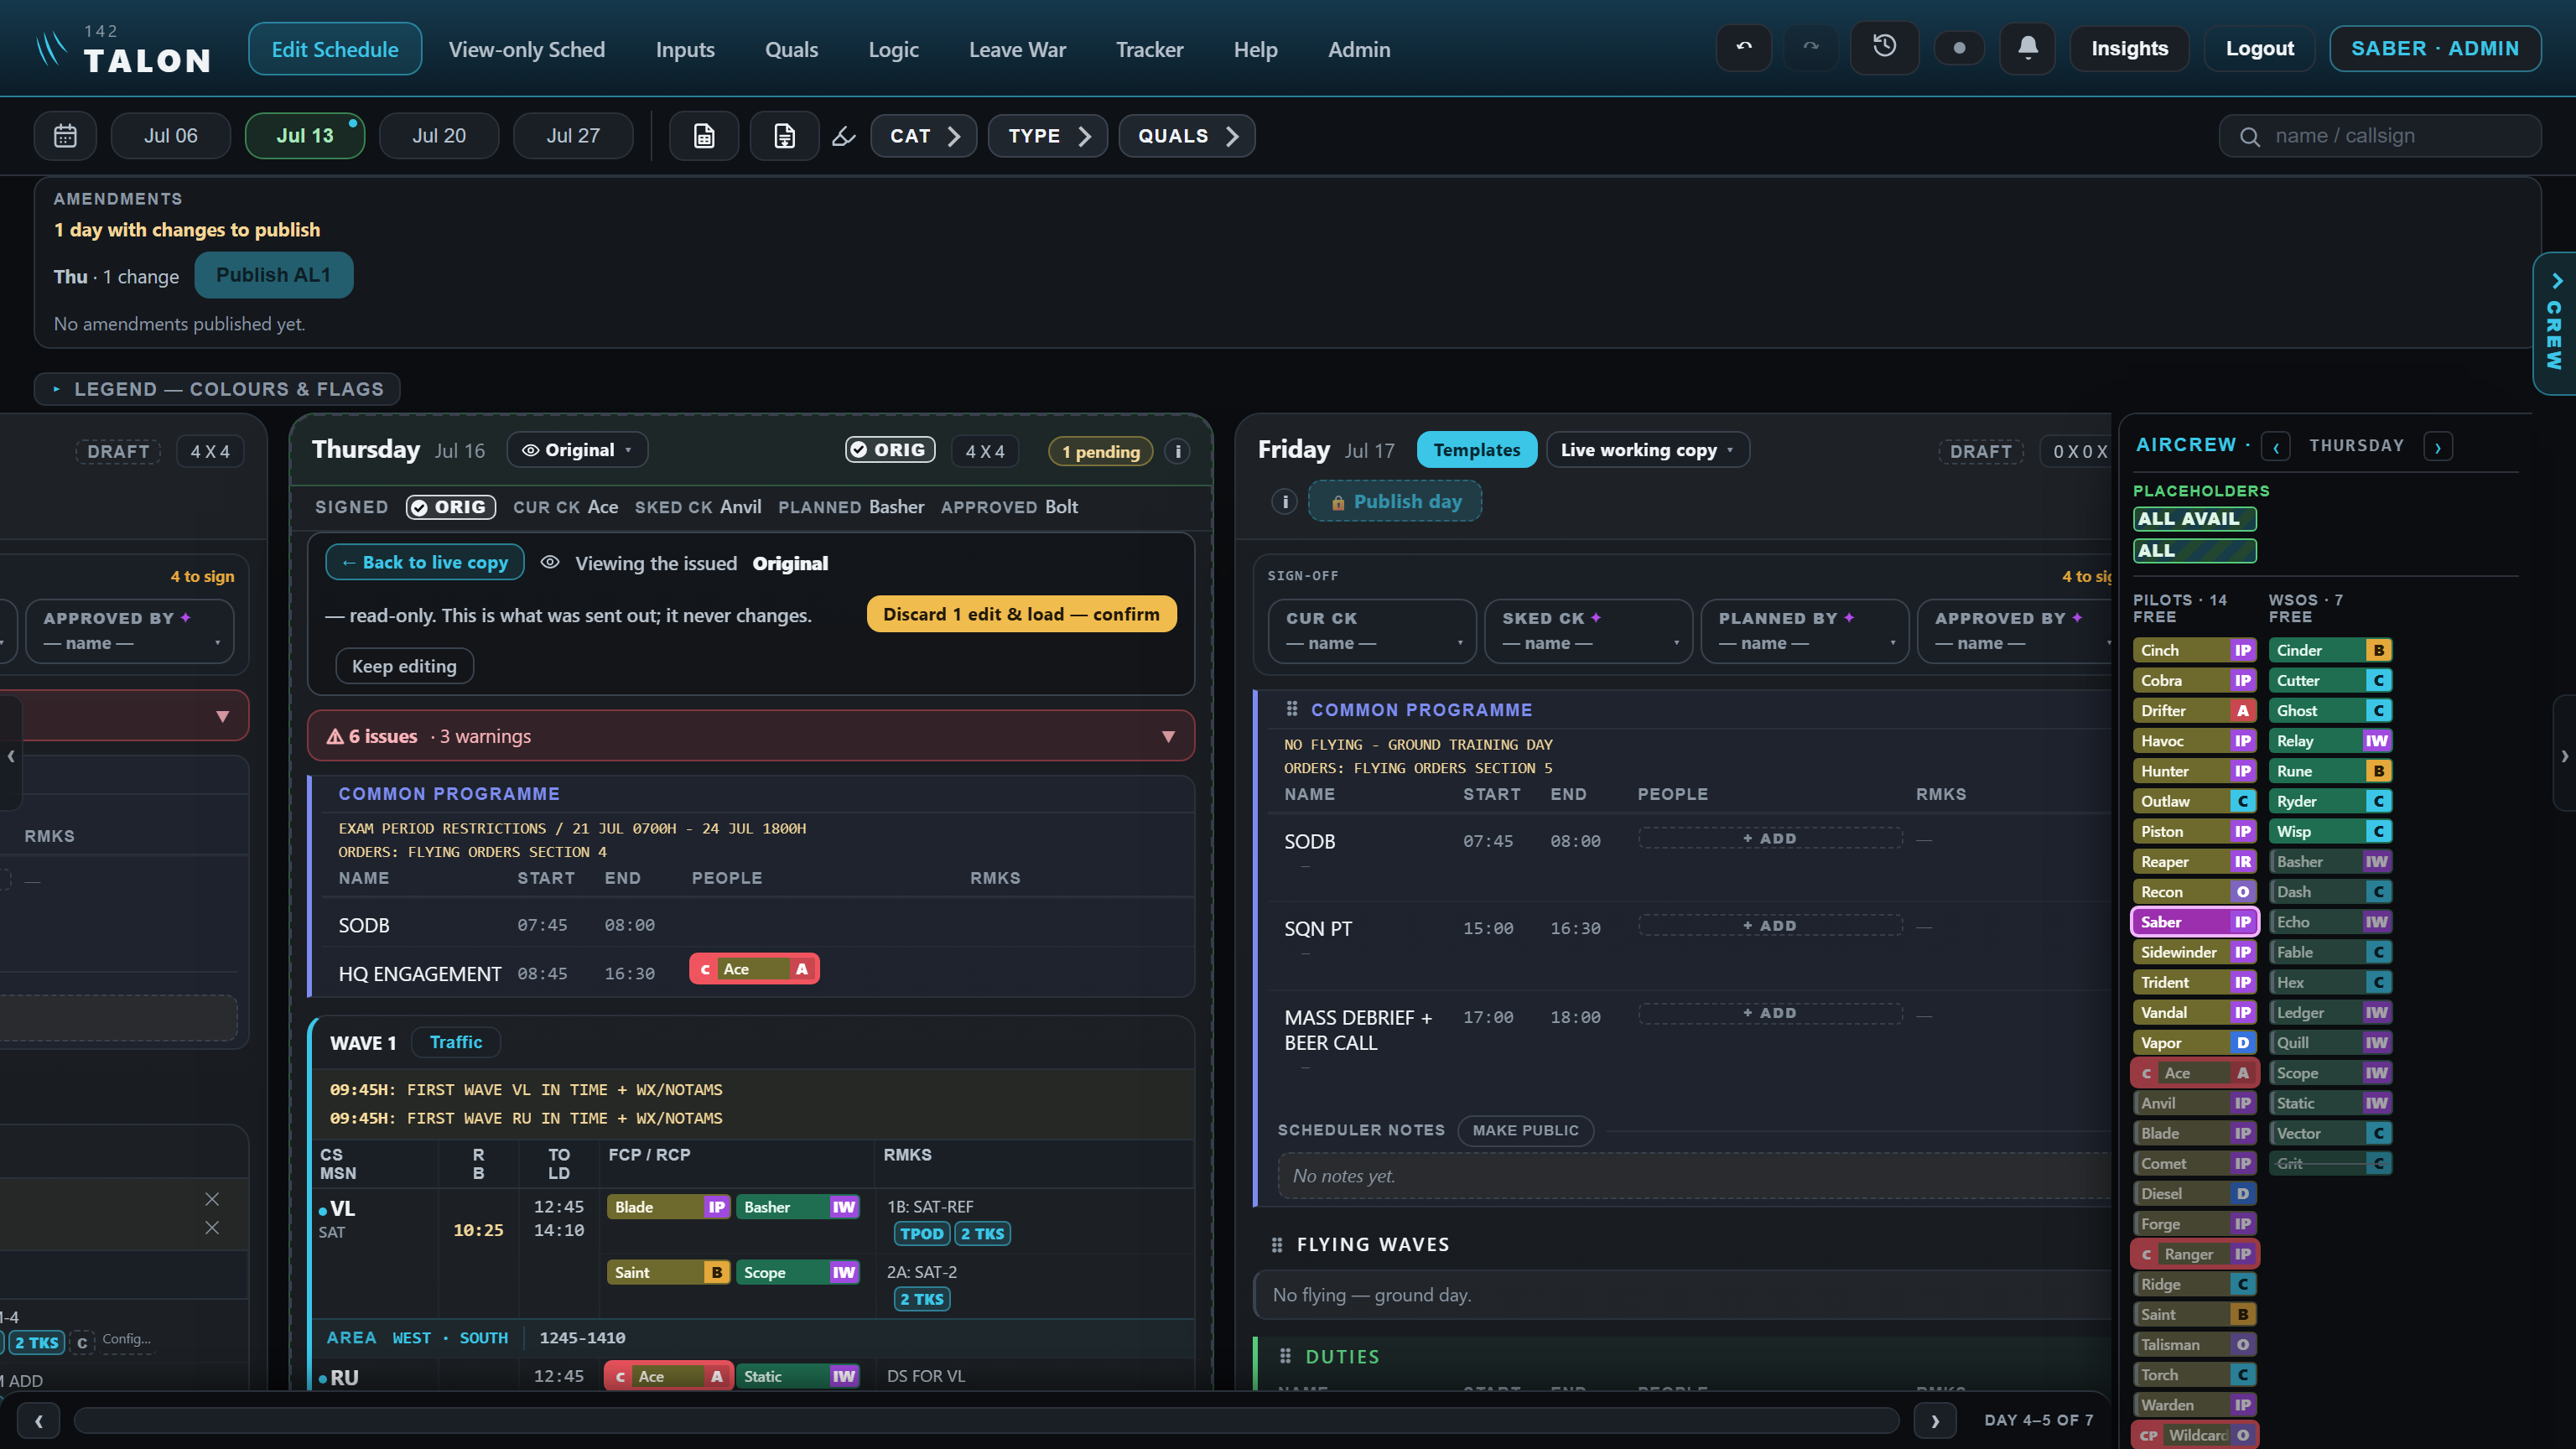 142
TALON
Edit Schedule
View-only Sched
Inputs
Quals
Logic
Leave War
Tracker
Help
Admin
Insights
Logout
SABER · ADMIN
Jul 06
Jul 13
Jul 20
Jul 27
CAT
TYPE
QUALS
name / callsign
AMENDMENTS
1 day with changes to publish
Thu · 1 change
Publish AL1
No amendments published yet.
CREW
LEGEND — COLOURS & FLAGS
DRAFT
4 X 4
4 to sign
APPROVED BY
— name —
RMKS
—
2 TKS
C
Config...
ADD
Thursday Jul 16
Original
ORIG
4 X 4
1 pending
i
SIGNED
ORIG
CUR CK Ace
SKED CK Anvil
PLANNED Basher
APPROVED Bolt
← Back to live copy
Viewing the issued Original
— read-only. This is what was sent out; it never changes.
Discard 1 edit & load — confirm
Keep editing
6 issues · 3 warnings
COMMON PROGRAMME
EXAM PERIOD RESTRICTIONS / 21 JUL 0700H - 24 JUL 1800H
ORDERS: FLYING ORDERS SECTION 4
NAME START END PEOPLE RMKS
SODB 07:45 08:00
HQ ENGAGEMENT 08:45 16:30 C Ace A
WAVE 1
Traffic
09:45H: FIRST WAVE VL IN TIME + WX/NOTAMS
09:45H: FIRST WAVE RU IN TIME + WX/NOTAMS
CS R TO FCP / RCP RMKS
MSN B LD
VL 12:45 Blade IP Basher IW 1B: SAT-REF
SAT 10:25 14:10 TPOD 2 TKS
Saint B Scope IW 2A: SAT-2
2 TKS
AREA WEST · SOUTH 1245-1410
RU 12:45 C Ace A Static IW DS FOR VL
Friday Jul 17
Templates
Live working copy
DRAFT
0 X 0 X
i
Publish day
SIGN-OFF
4 to sig
CUR CK
— name —
SKED CK
— name —
PLANNED BY
— name —
APPROVED BY
— name —
COMMON PROGRAMME
NO FLYING - GROUND TRAINING DAY
ORDERS: FLYING ORDERS SECTION 5
NAME START END PEOPLE RMKS
SODB 07:45 08:00 + ADD —
—
SQN PT 15:00 16:30 + ADD —
—
MASS DEBRIEF + 17:00 18:00 + ADD —
BEER CALL
—
SCHEDULER NOTES
MAKE PUBLIC
No notes yet.
FLYING WAVES
No flying — ground day.
DUTIES
DAY 4–5 OF 7
AIRCREW ·
THURSDAY
PLACEHOLDERS
ALL AVAIL
ALL
PILOTS · 14
FREE
WSOS · 7
FREE
Cinch IP Cinder B
Cobra IP Cutter C
Drifter A Ghost C
Havoc IP Relay IW
Hunter IP Rune B
Outlaw C Ryder C
Piston IP Wisp C
Reaper IR Basher IW
Recon O Dash C
Saber IP Echo IW
Sidewinder IP Fable C
Trident IP Hex C
Vandal IP Ledger IW
Vapor D Quill IW
C Ace A Scope IW
Anvil IP Static IW
Blade IP Vector C
Comet IP Grit C
Diesel D
Forge IP
C Ranger IP
Ridge C
Saint B
Talisman O
Torch C
Warden IP
CP Wildcard O